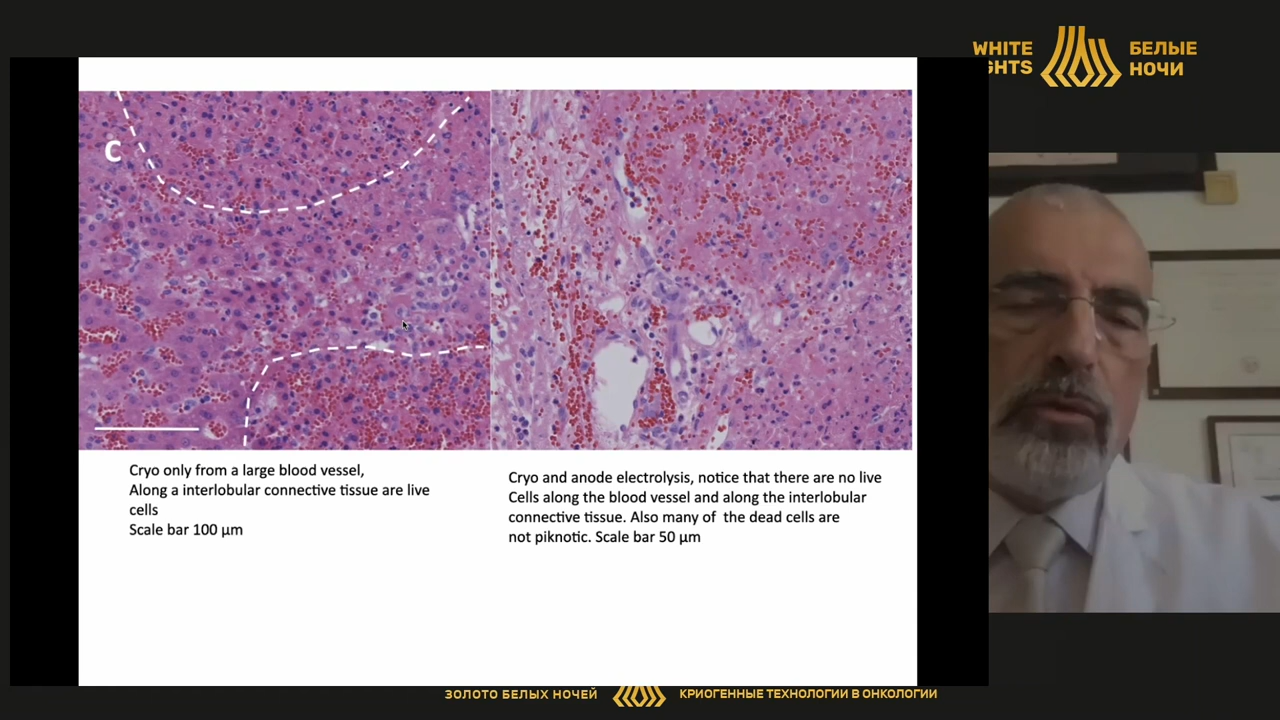 WHITE
GHTS
БЕЛЫЕ
НОЧИ
C
Cryo only from a large blood vessel,
Along a interlobular connective tissue are live
cells
Scale bar 100 µm
Cryo and anode electrolysis, notice that there are no live
Cells along the blood vessel and along the interlobular
connective tissue. Also many of the dead cells are
not piknotic. Scale bar 50 µm
ЗОЛОТО БЕЛЫХ НОЧЕЙ
КРИОГЕННЫЕ ТЕХНОЛОГИИ В ОНКОЛОГИИ